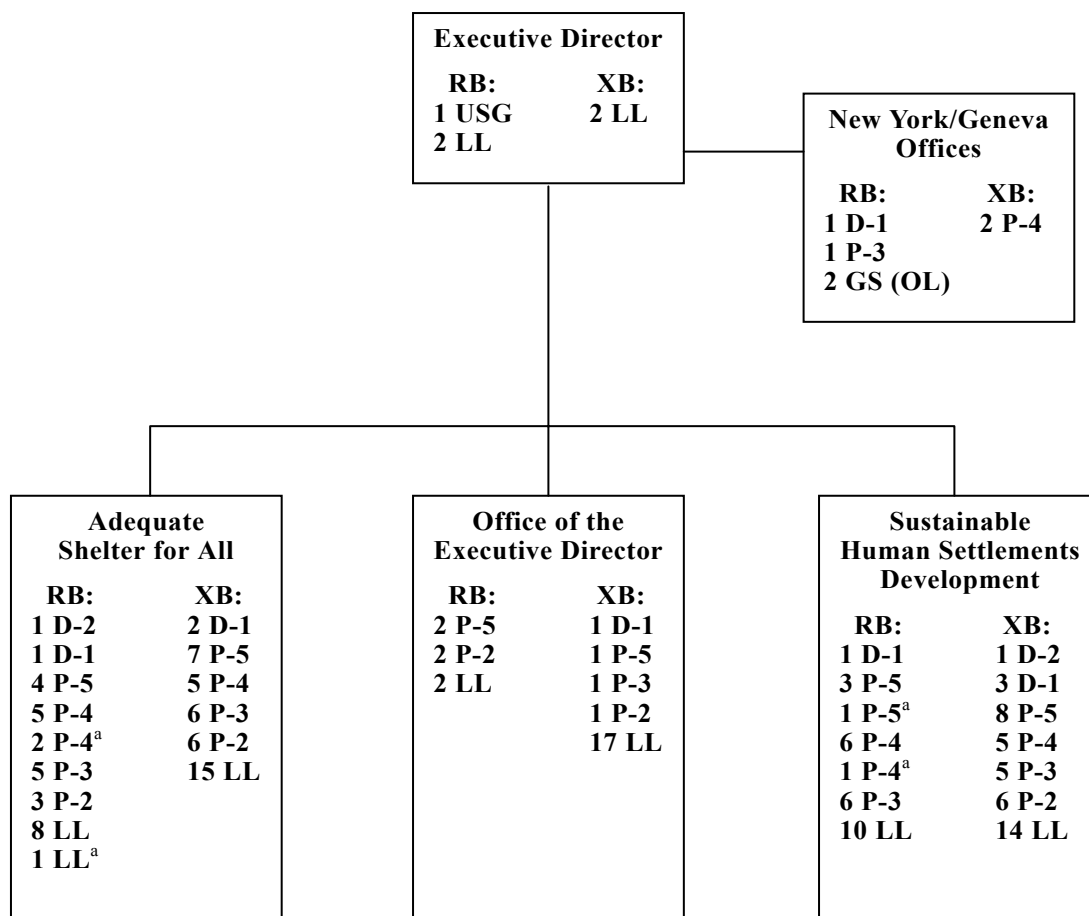 Executive Director
RB: XB:
1 USG 2 LL
2 LL
New York/Geneva
Offices
RB: XB:
1 D-1 2 P-4
1 P-3
2 GS (OL)
Adequate
Shelter for All
RB: XB:
1 D-2 2 D-1
1 D-1 7 P-5
4 P-5 5 P-4
5 P-4 6 P-3
2 P-4ᵃ 6 P-2
5 P-3 15 LL
3 P-2
8 LL
1 LLᵃ
Office of the
Executive Director
RB: XB:
2 P-5 1 D-1
2 P-2 1 P-5
2 LL 1 P-3
1 P-2
17 LL
Sustainable
Human Settlements
Development
RB: XB:
1 D-1 1 D-2
3 P-5 3 D-1
1 P-5ᵃ 8 P-5
6 P-4 5 P-4
1 P-4ᵃ 5 P-3
6 P-3 6 P-2
10 LL 14 LL